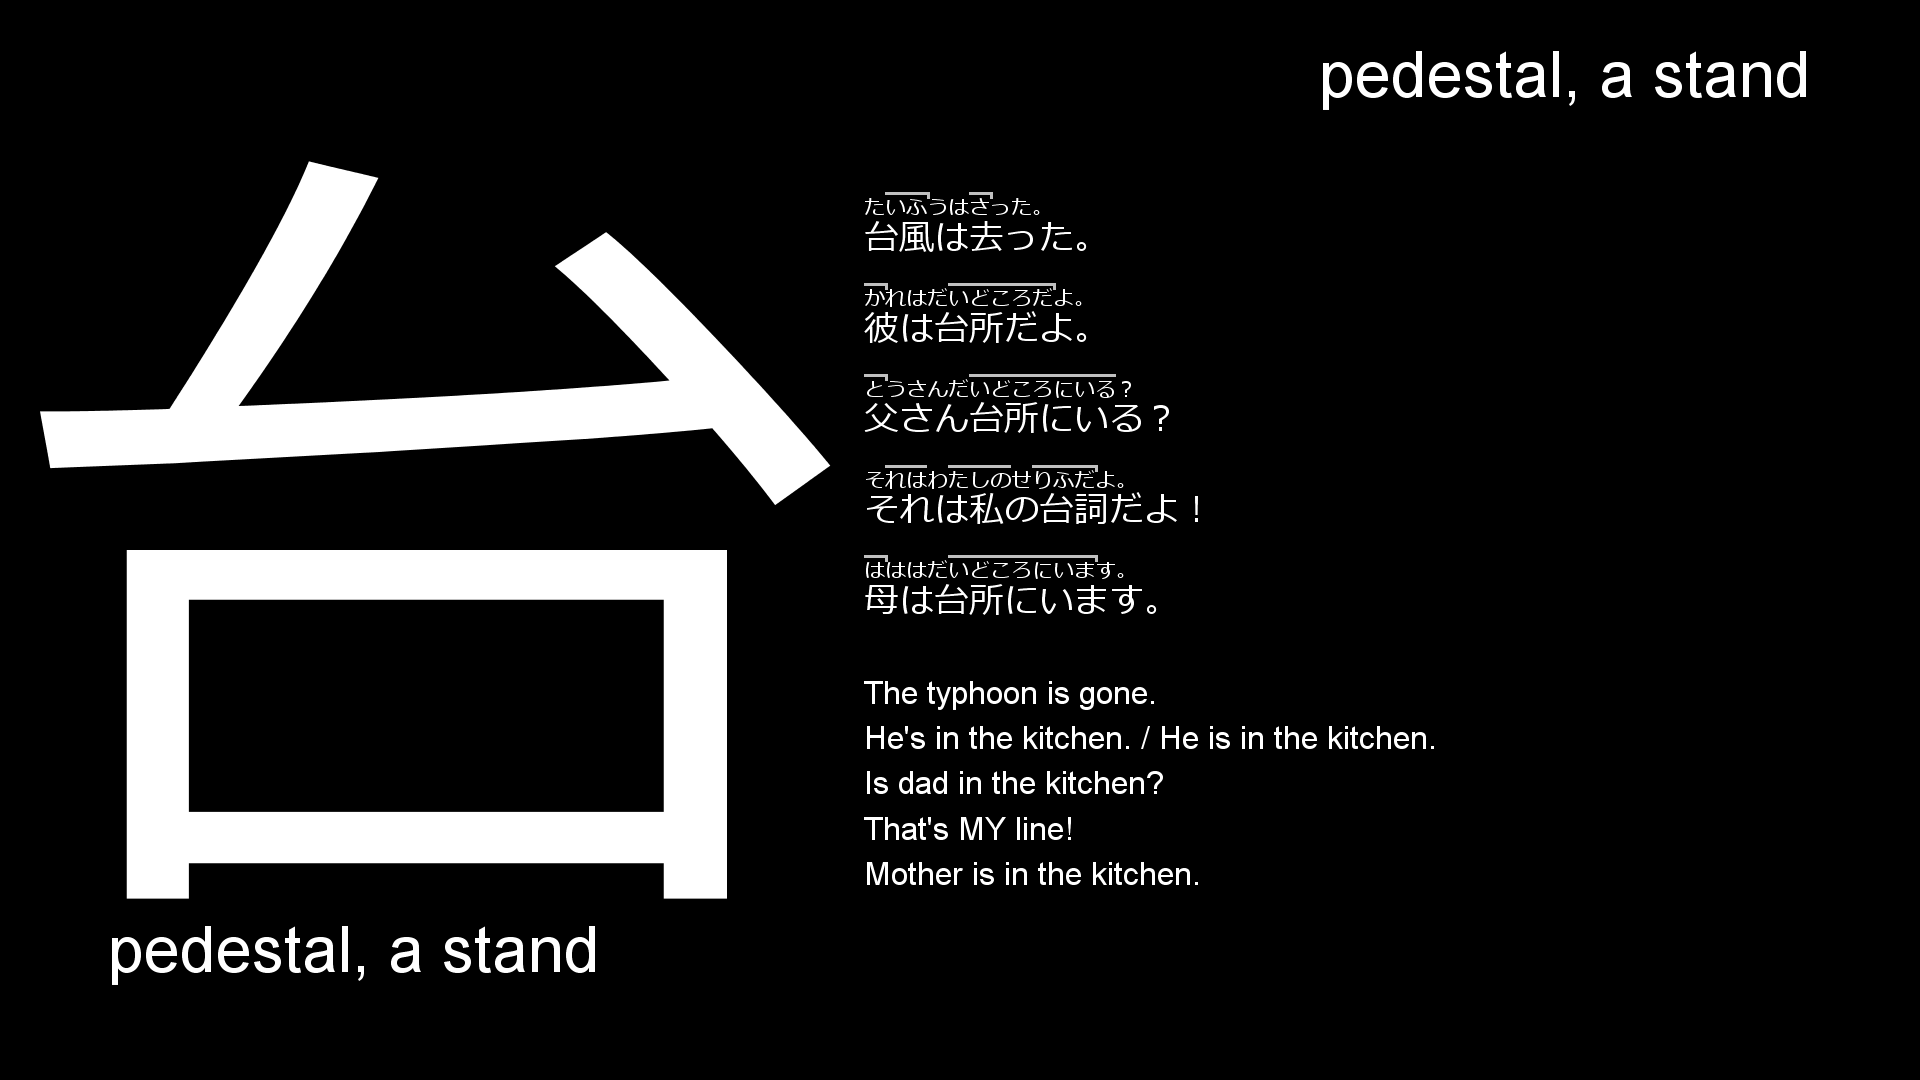 pedestal, a stand
台
たいふうはさった。
台風は去った。
かれはだいどころだよ。
彼は台所だよ。
とうさんだいどころにいる？
父さん台所にいる？
それはわたしのせりふだよ。
それは私の台詞だよ！
はははだいどころにいます。
母は台所にいます。
The typhoon is gone.
He's in the kitchen. / He is in the kitchen.
Is dad in the kitchen?
That's MY line!
Mother is in the kitchen.
pedestal, a stand